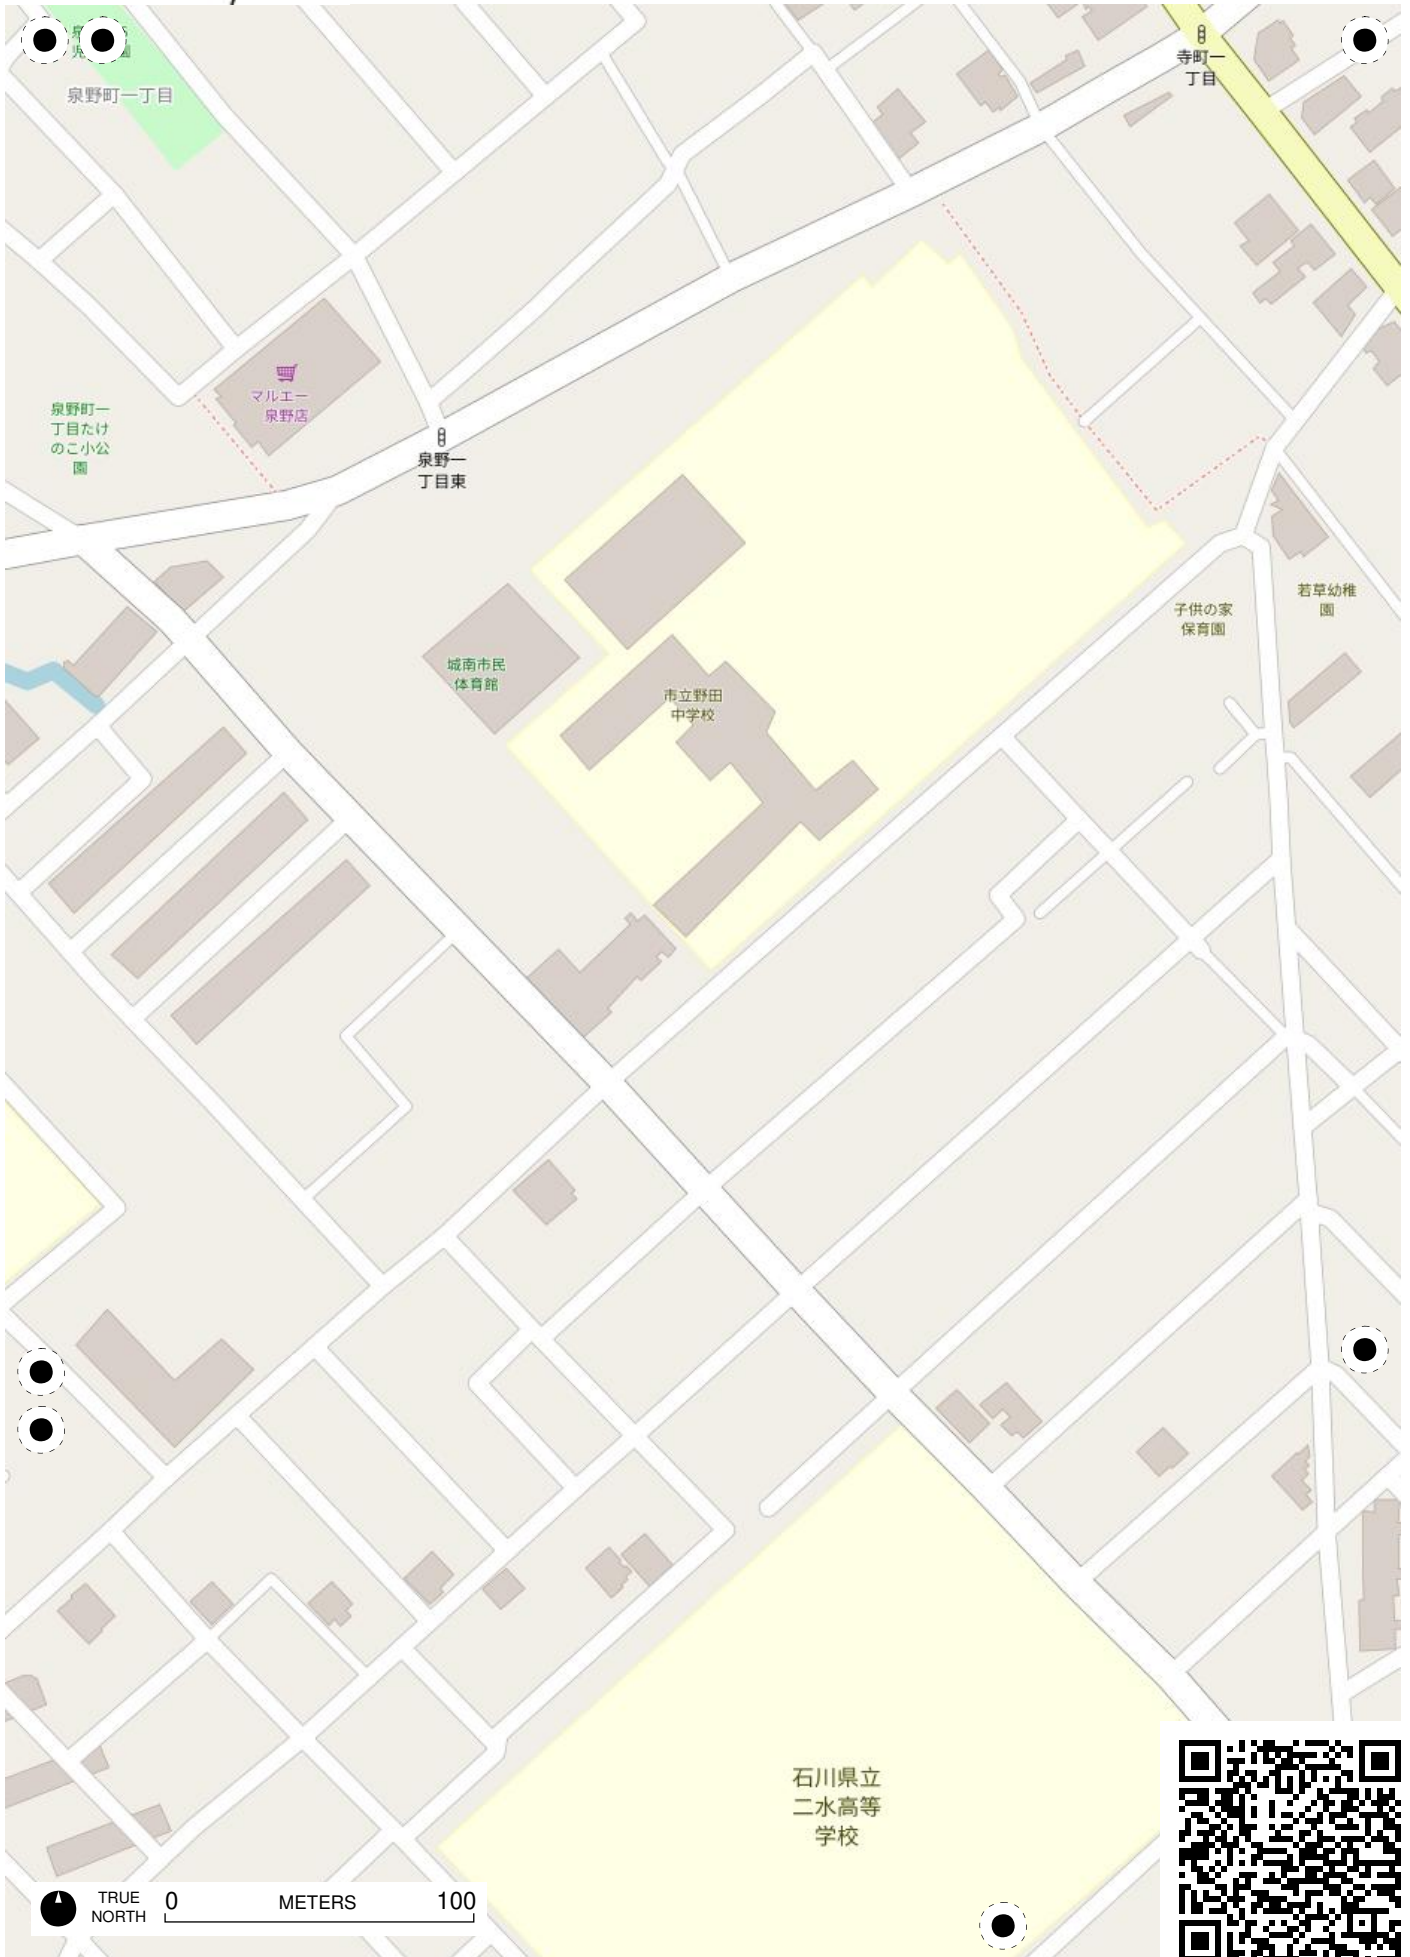 寺町一
丁目
泉野町一丁目
マルエー
泉野店
泉野町一
丁目たけ
のこ小公
園
泉野一
丁目東
若草幼稚
園
子供の家
保育園
城南市民
体育館
市立野田
中学校
石川県立
二水高等
学校
TRUE
NORTH
0 METERS 100